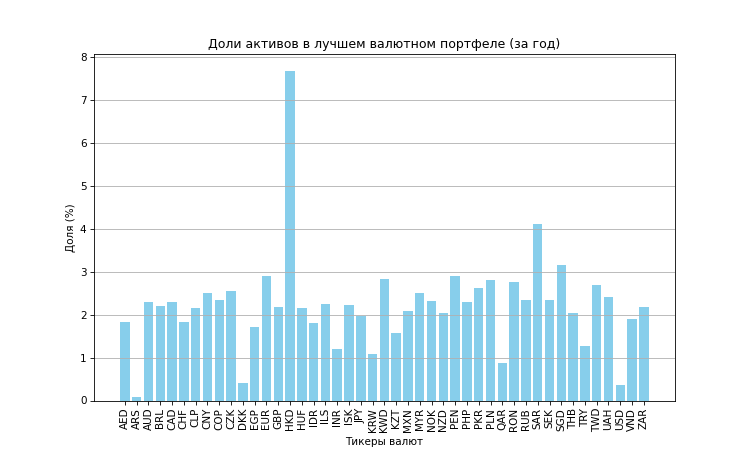 Доли активов в лучшем валютном портфеле (за год)
8
7
6
5
4
3
2
1
0
Доля (%)
AED ARS AUD BRL CAD CHF CLP CNY COP CZK DKK EGP EUR GBP HKD HUF IDR ILS INR ISK JPY KRW KWD KZT MXN MYR NOK NZD PEN PHP PKR PLN QAR RON RUB SAR SEK SGD THB TRY TWD UAH USD VND ZAR
Тикеры валют